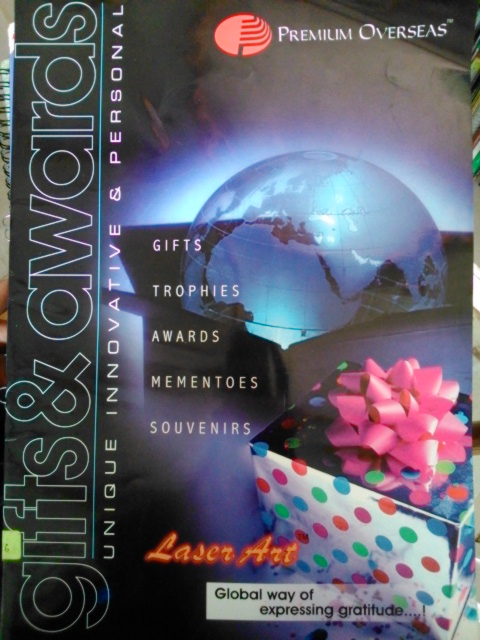 PREMIUM OVERSEAS™
gifts & awards
UNIQUE INNOVATIVE & PERSONAL
GIFTS
TROPHIES
AWARDS
MEMENTOES
SOUVENIRS
Laser Art
Global way of
expressing gratitude....!